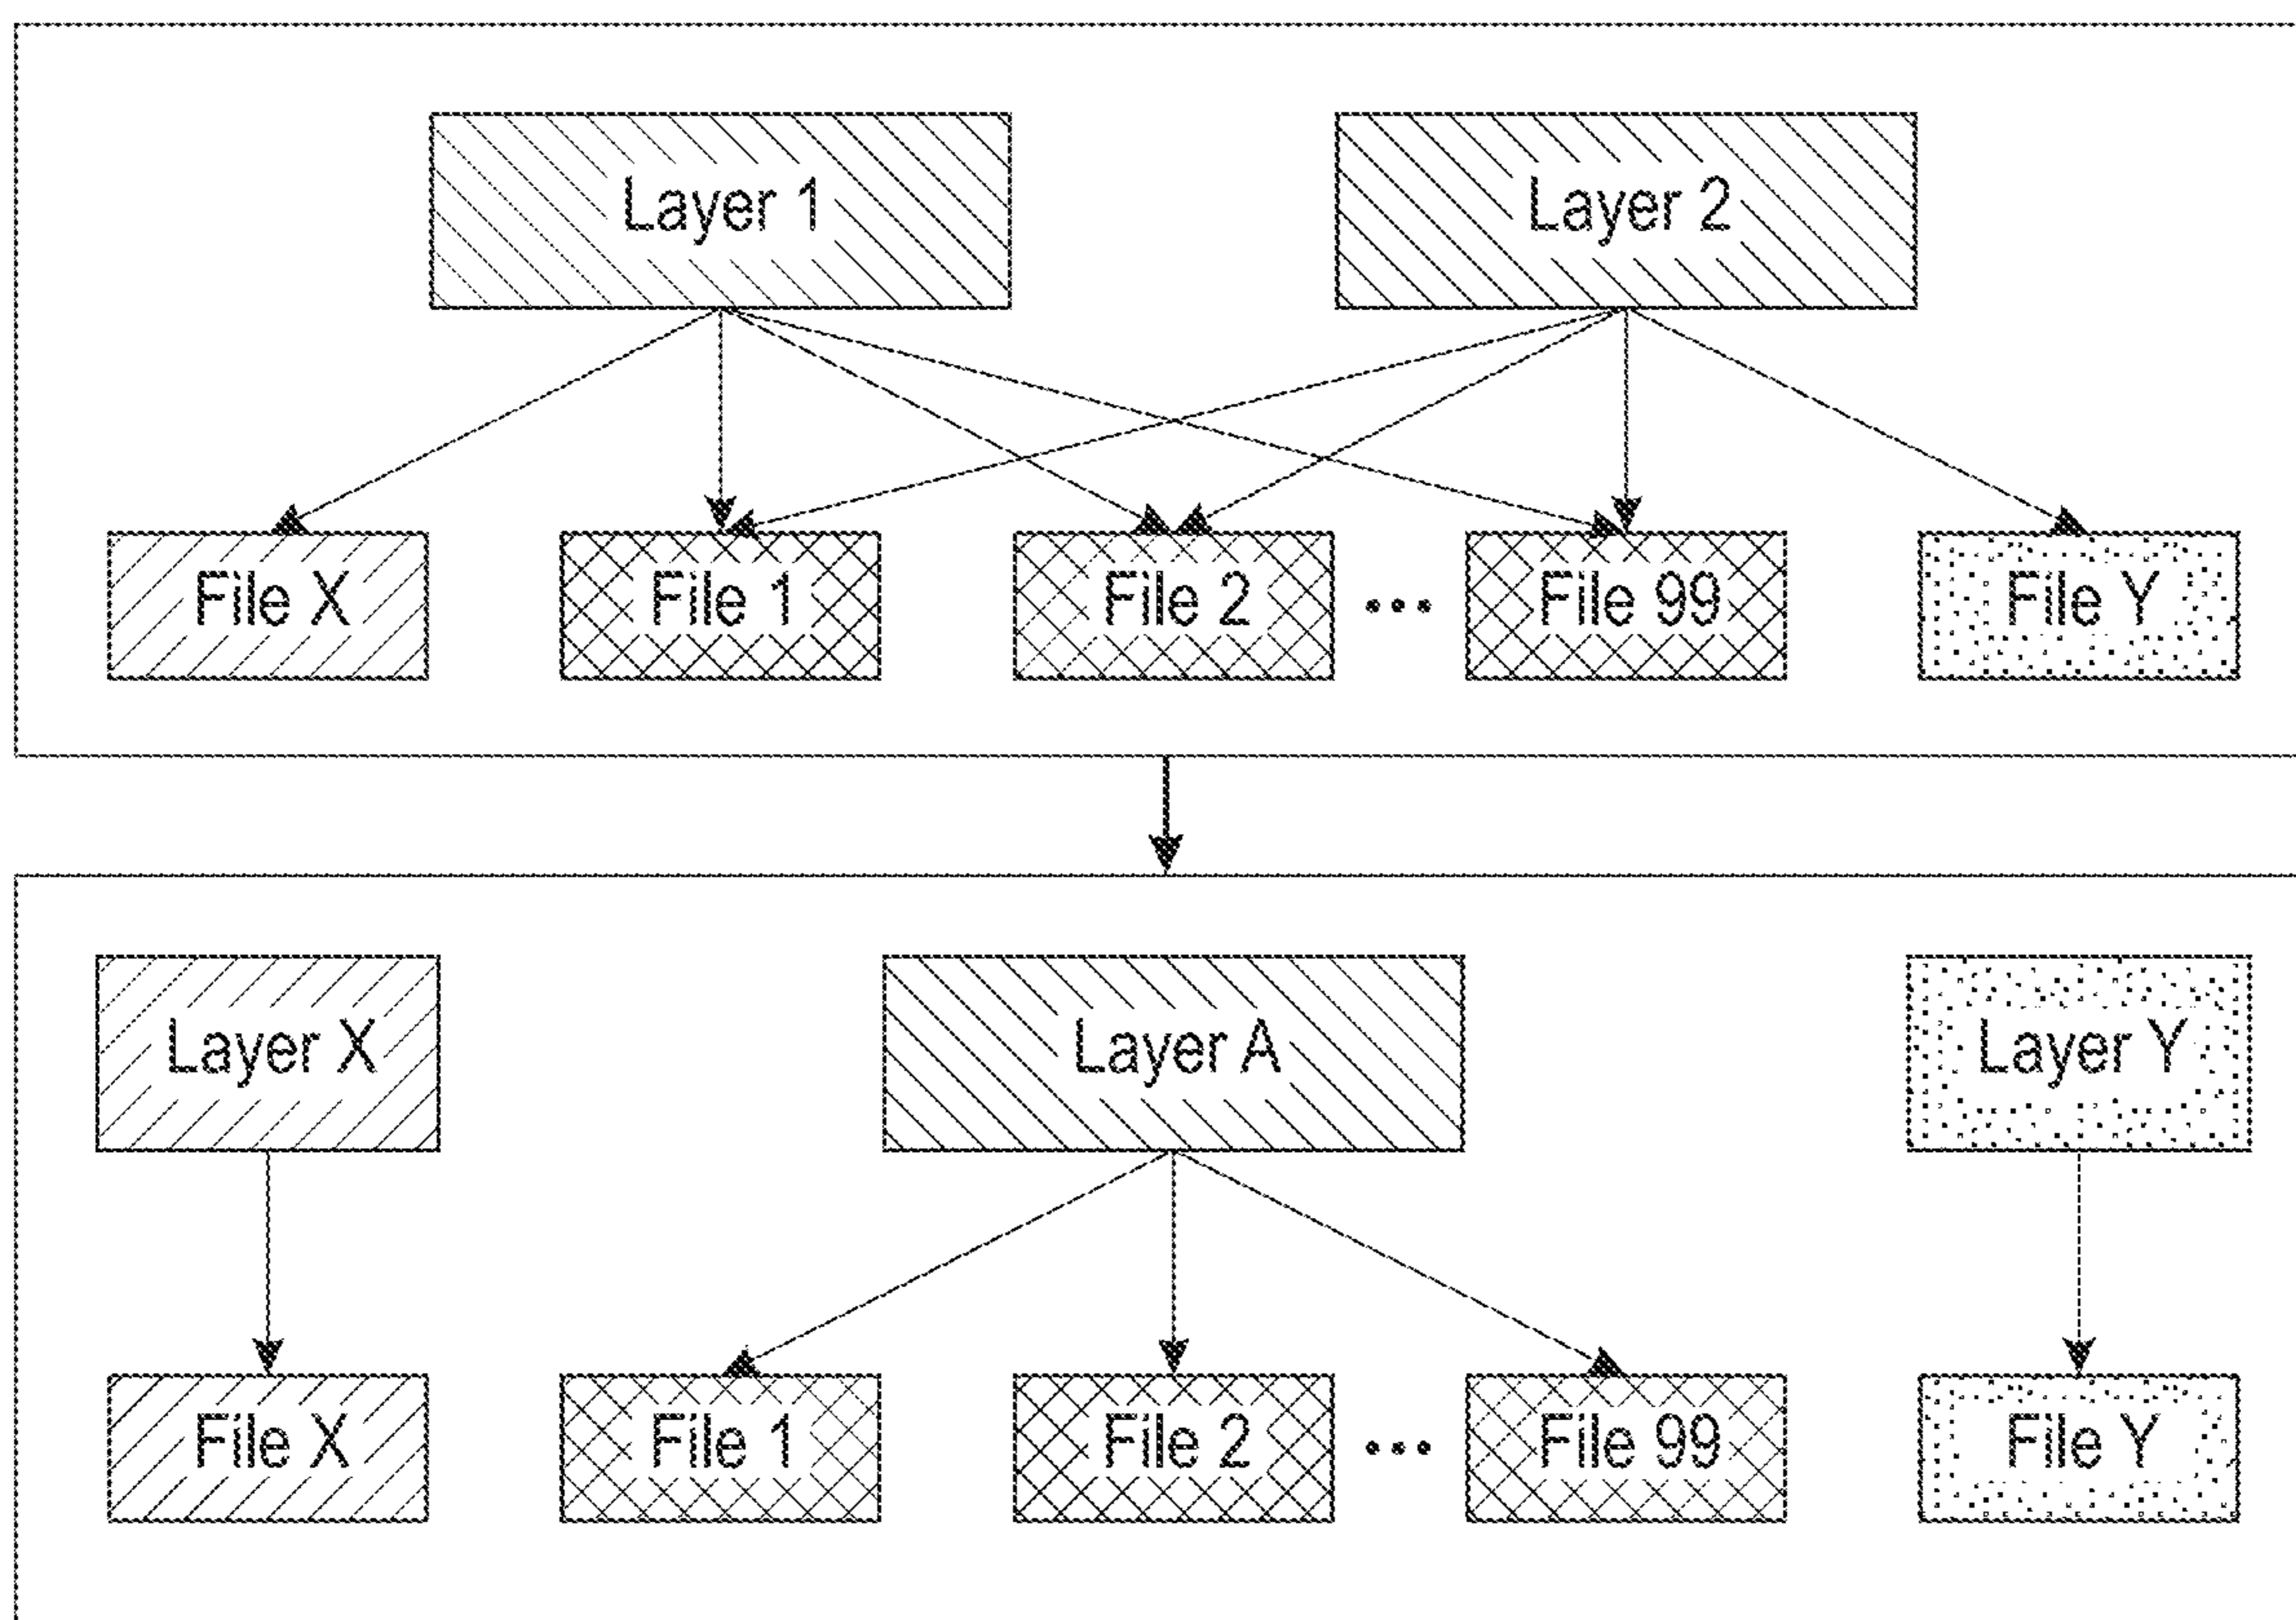 Layer 1 Layer 2
File X File 1 File 2 ••• File 99 File Y
Layer X Layer A Layer Y
File X File 1 File 2 ••• File 99 File Y